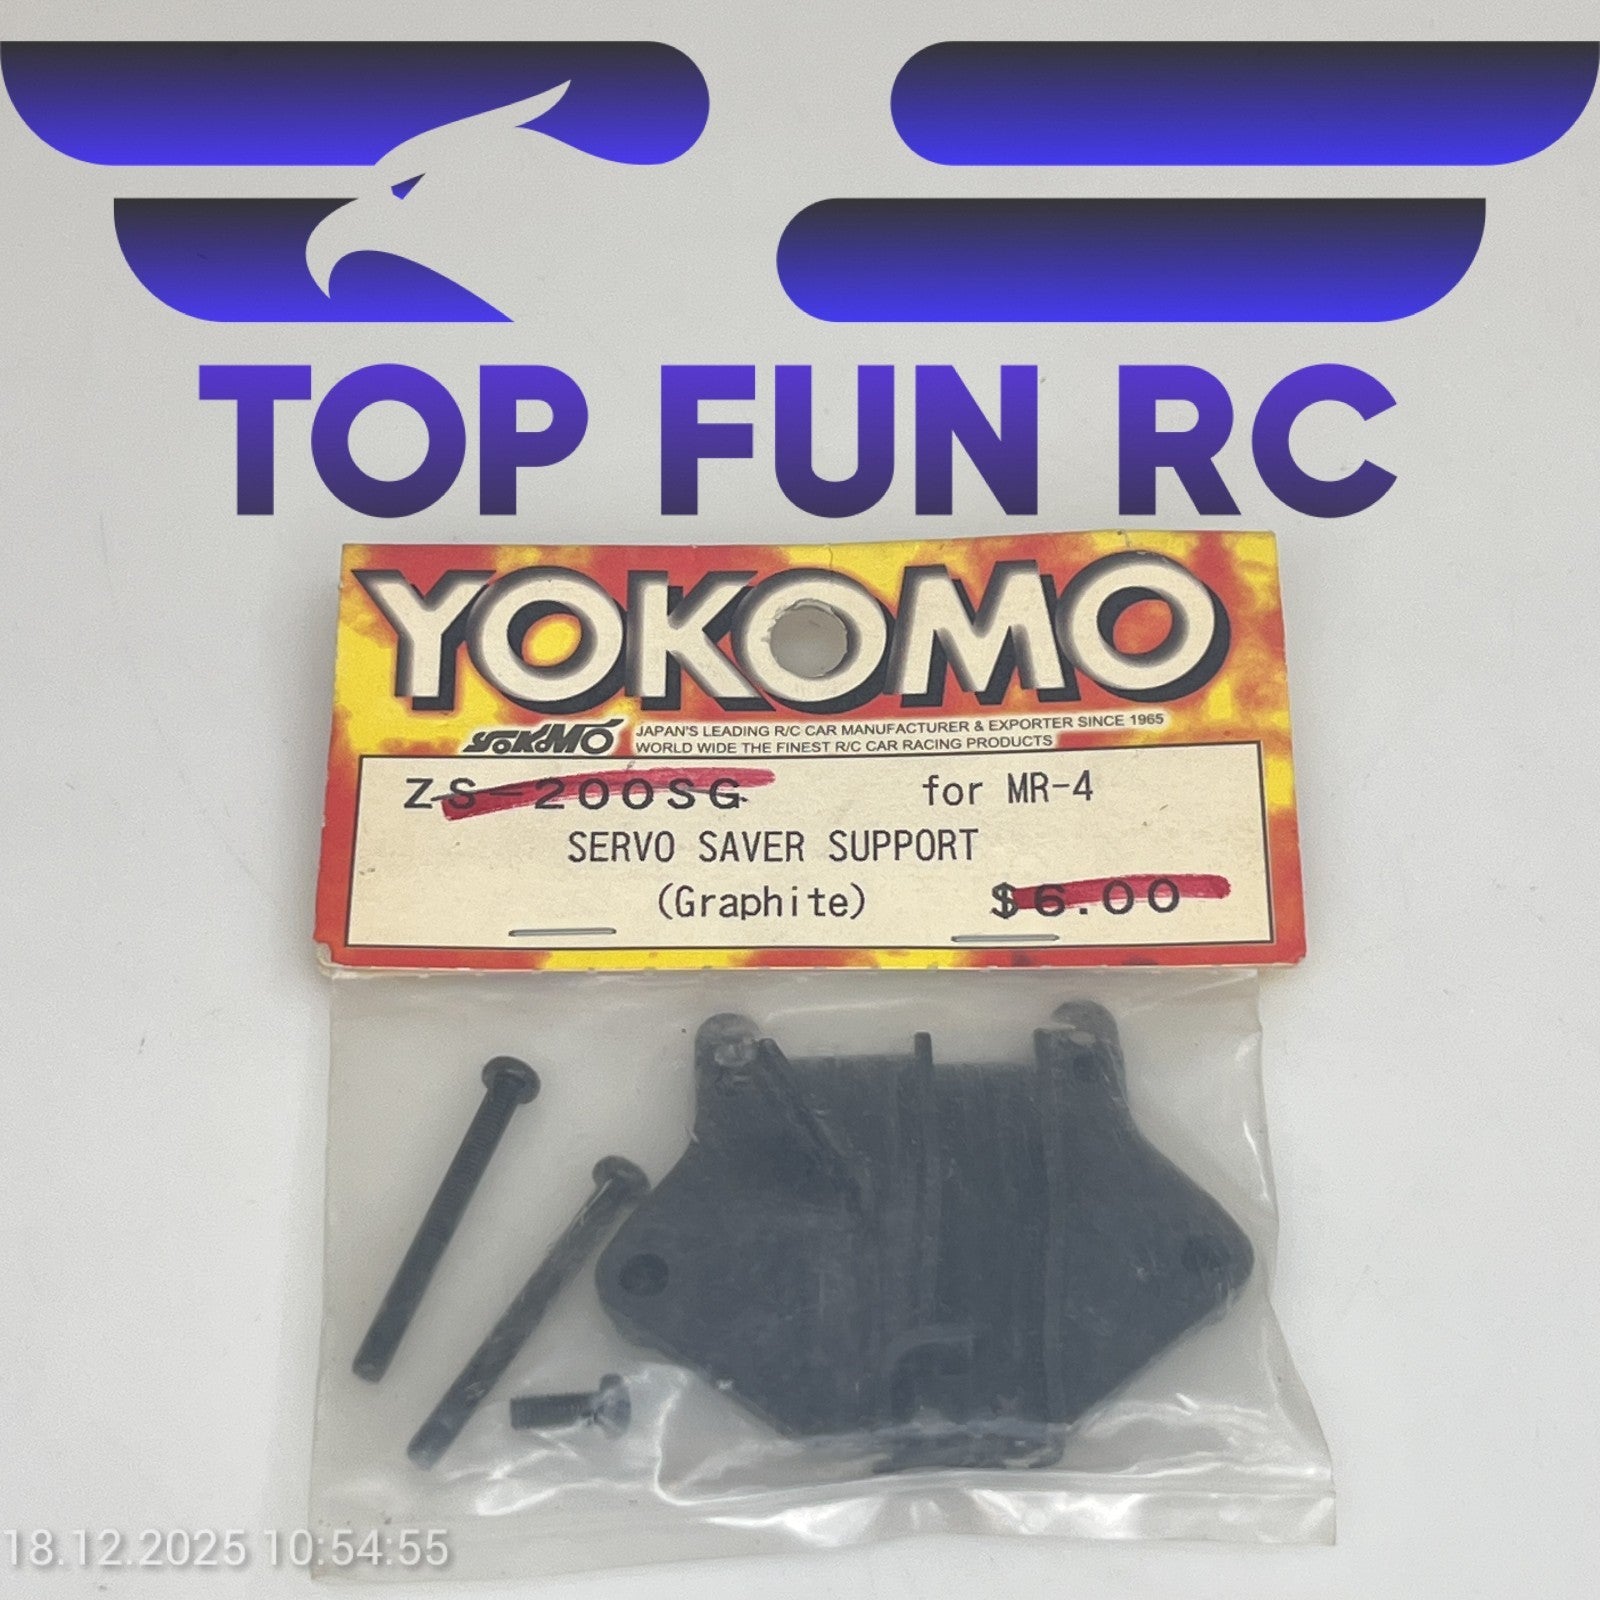 TOP FUN RC
YOKOMO
YOKOMO JAPAN'S LEADING R/C CAR MANUFACTURER & EXPORTER SINCE 1965
WORLD WIDE THE FINEST R/C CAR RACING PRODUCTS
ZS-200SG for MR-4
SERVO SAVER SUPPORT
(Graphite) $6.00
18.12.2025 10:54:55